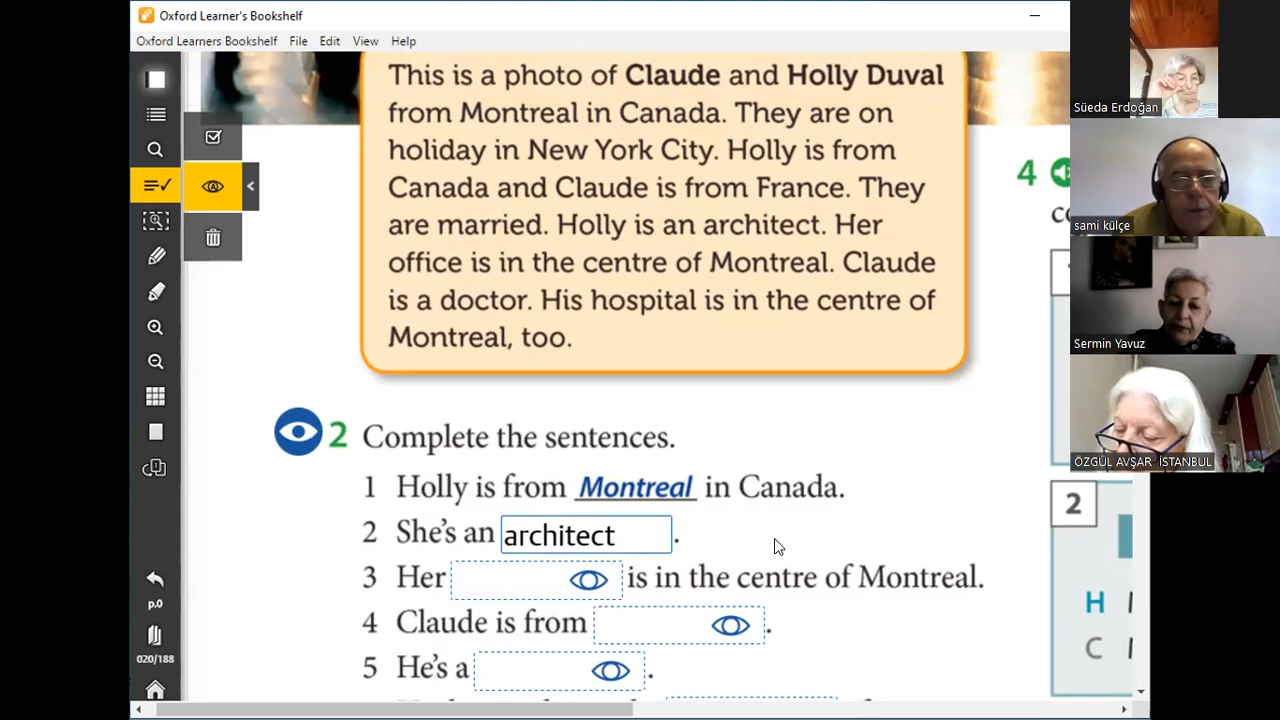 Oxford Learner's Bookshelf
Oxford Learners Bookshelf File Edit View Help
This is a photo of Claude and Holly Duval
from Montreal in Canada. They are on
holiday in New York City. Holly is from
Canada and Claude is from France. They
are married. Holly is an architect. Her
office is in the centre of Montreal. Claude
is a doctor. His hospital is in the centre of
Montreal, too.
2 Complete the sentences.
1 Holly is from Montreal in Canada.
2 She's an architect .
3 Her is in the centre of Montreal.
4 Claude is from .
5 He's a .
4
co
2
H
C
p.0
020/188
Süeda Erdoğan
sami külçe
Sermin Yavuz
ÖZGÜL AVŞAR İSTANBUL